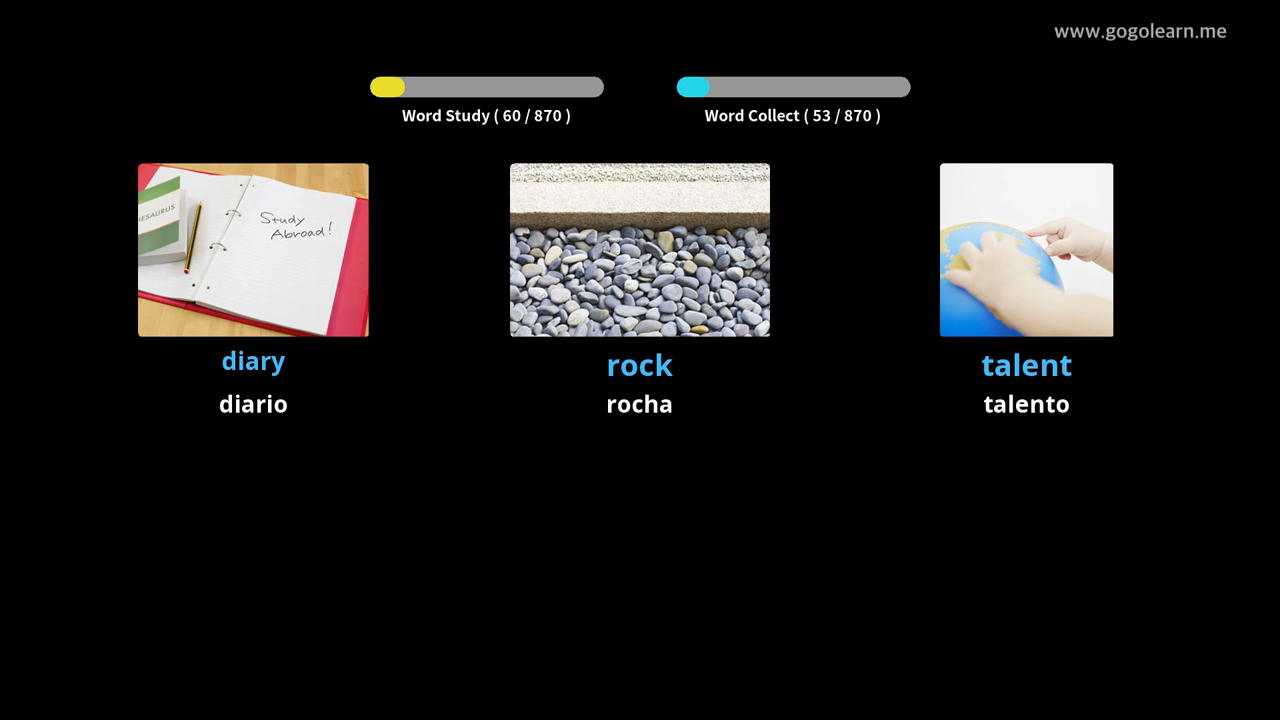 www.gogolearn.me
Word Study ( 60 / 870 )
Word Collect ( 53 / 870 )
ESAURUS
Study
Abroad!
diary
rock
talent
diario
rocha
talento